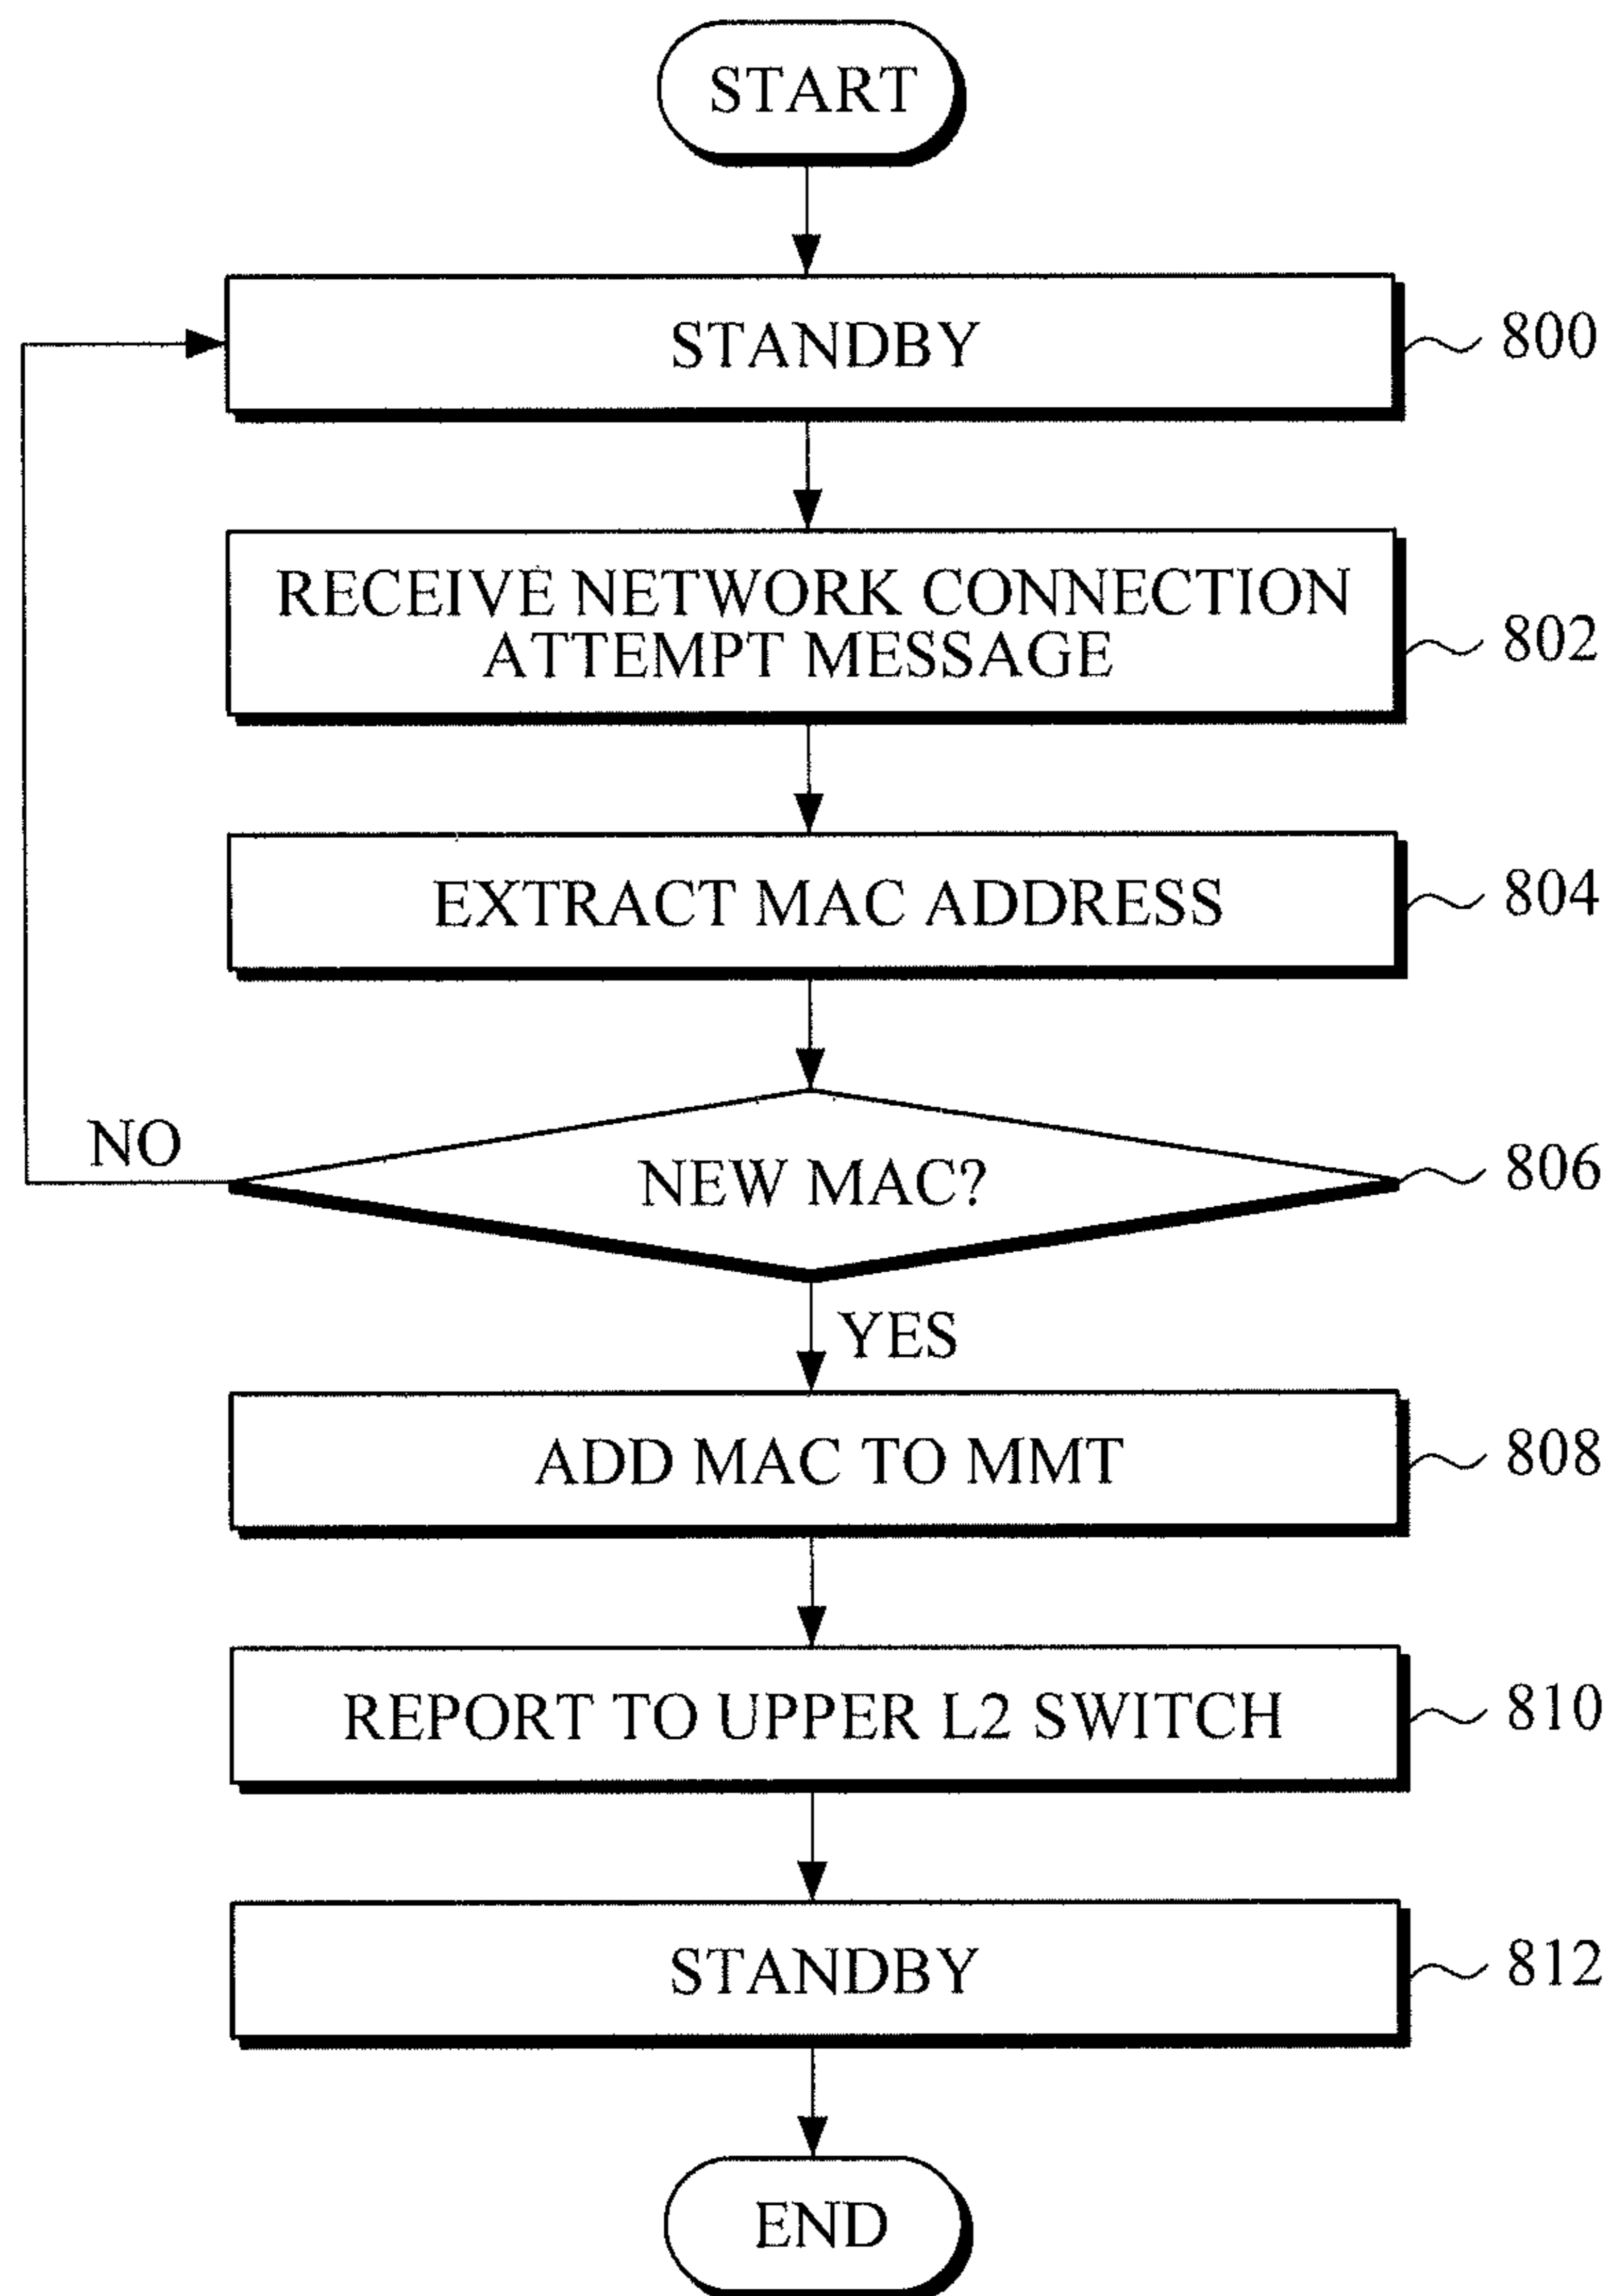 START
STANDBY
800
RECEIVE NETWORK CONNECTION
ATTEMPT MESSAGE
802
EXTRACT MAC ADDRESS
804
NO
NEW MAC?
806
YES
ADD MAC TO MMT
808
REPORT TO UPPER L2 SWITCH
810
STANDBY
812
END